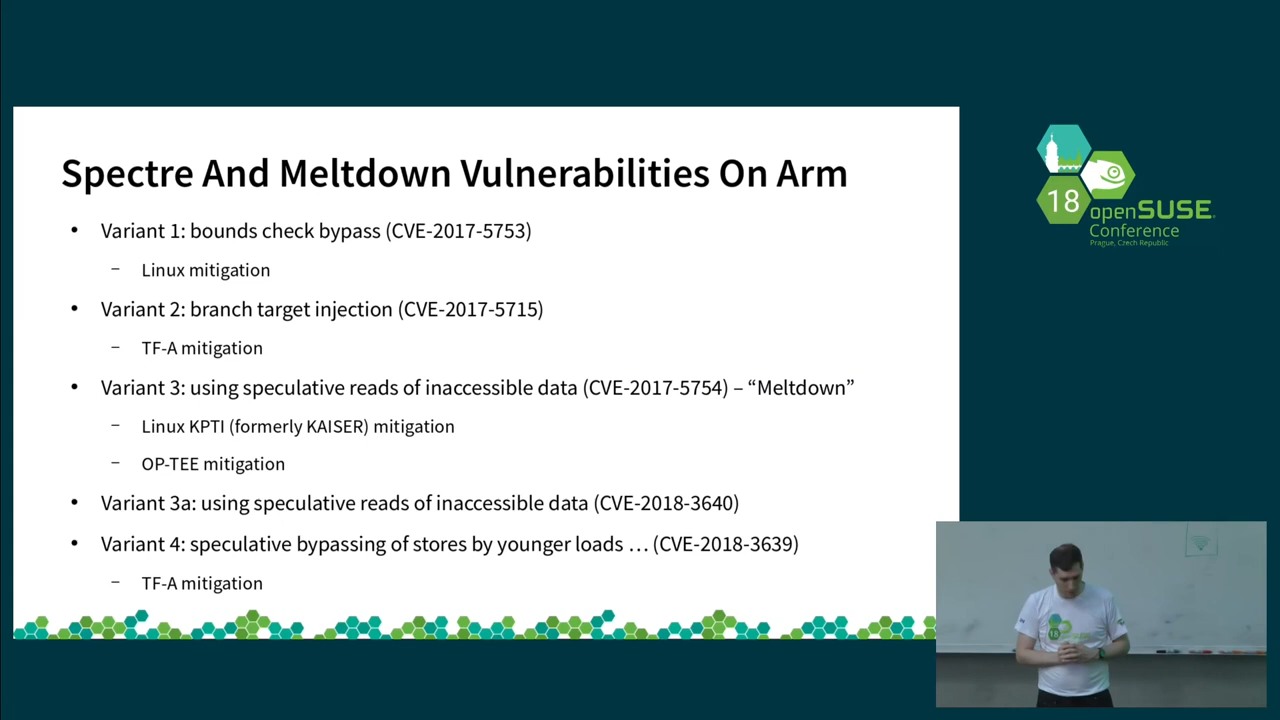 Spectre And Meltdown Vulnerabilities On Arm
• Variant 1: bounds check bypass (CVE-2017-5753)
– Linux mitigation
• Variant 2: branch target injection (CVE-2017-5715)
– TF-A mitigation
• Variant 3: using speculative reads of inaccessible data (CVE-2017-5754) – “Meltdown”
– Linux KPTI (formerly KAISER) mitigation
– OP-TEE mitigation
• Variant 3a: using speculative reads of inaccessible data (CVE-2018-3640)
• Variant 4: speculative bypassing of stores by younger loads … (CVE-2018-3639)
– TF-A mitigation
18
openSUSE
Conference
Prague, Czech Republic
18